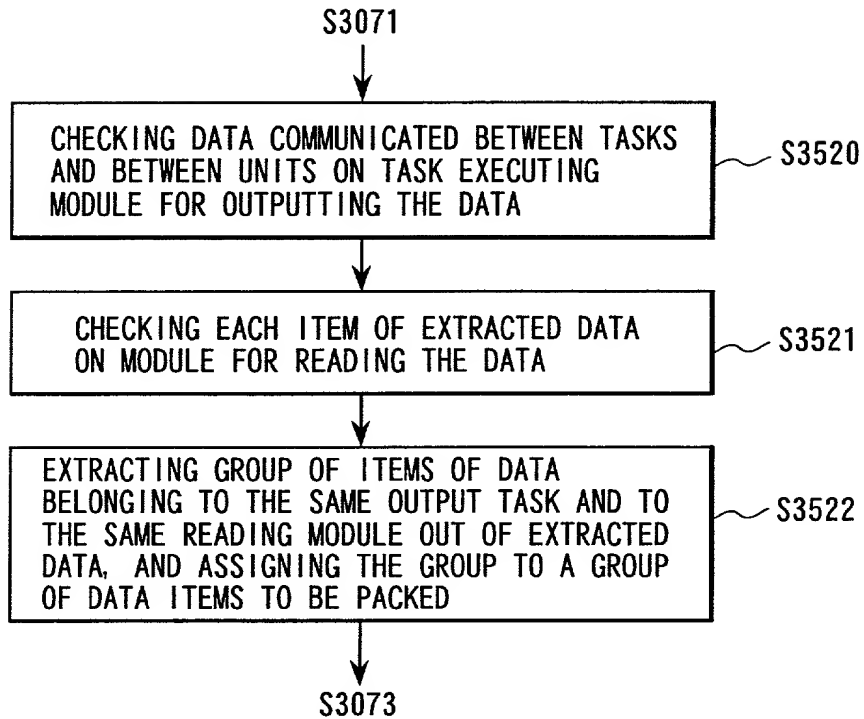 S3071
CHECKING DATA COMMUNICATED BETWEEN TASKS
AND BETWEEN UNITS ON TASK EXECUTING
MODULE FOR OUTPUTTING THE DATA
S3520
CHECKING EACH ITEM OF EXTRACTED DATA
ON MODULE FOR READING THE DATA
S3521
EXTRACTING GROUP OF ITEMS OF DATA
BELONGING TO THE SAME OUTPUT TASK AND TO
THE SAME READING MODULE OUT OF EXTRACTED
DATA, AND ASSIGNING THE GROUP TO A GROUP
OF DATA ITEMS TO BE PACKED
S3522
S3073